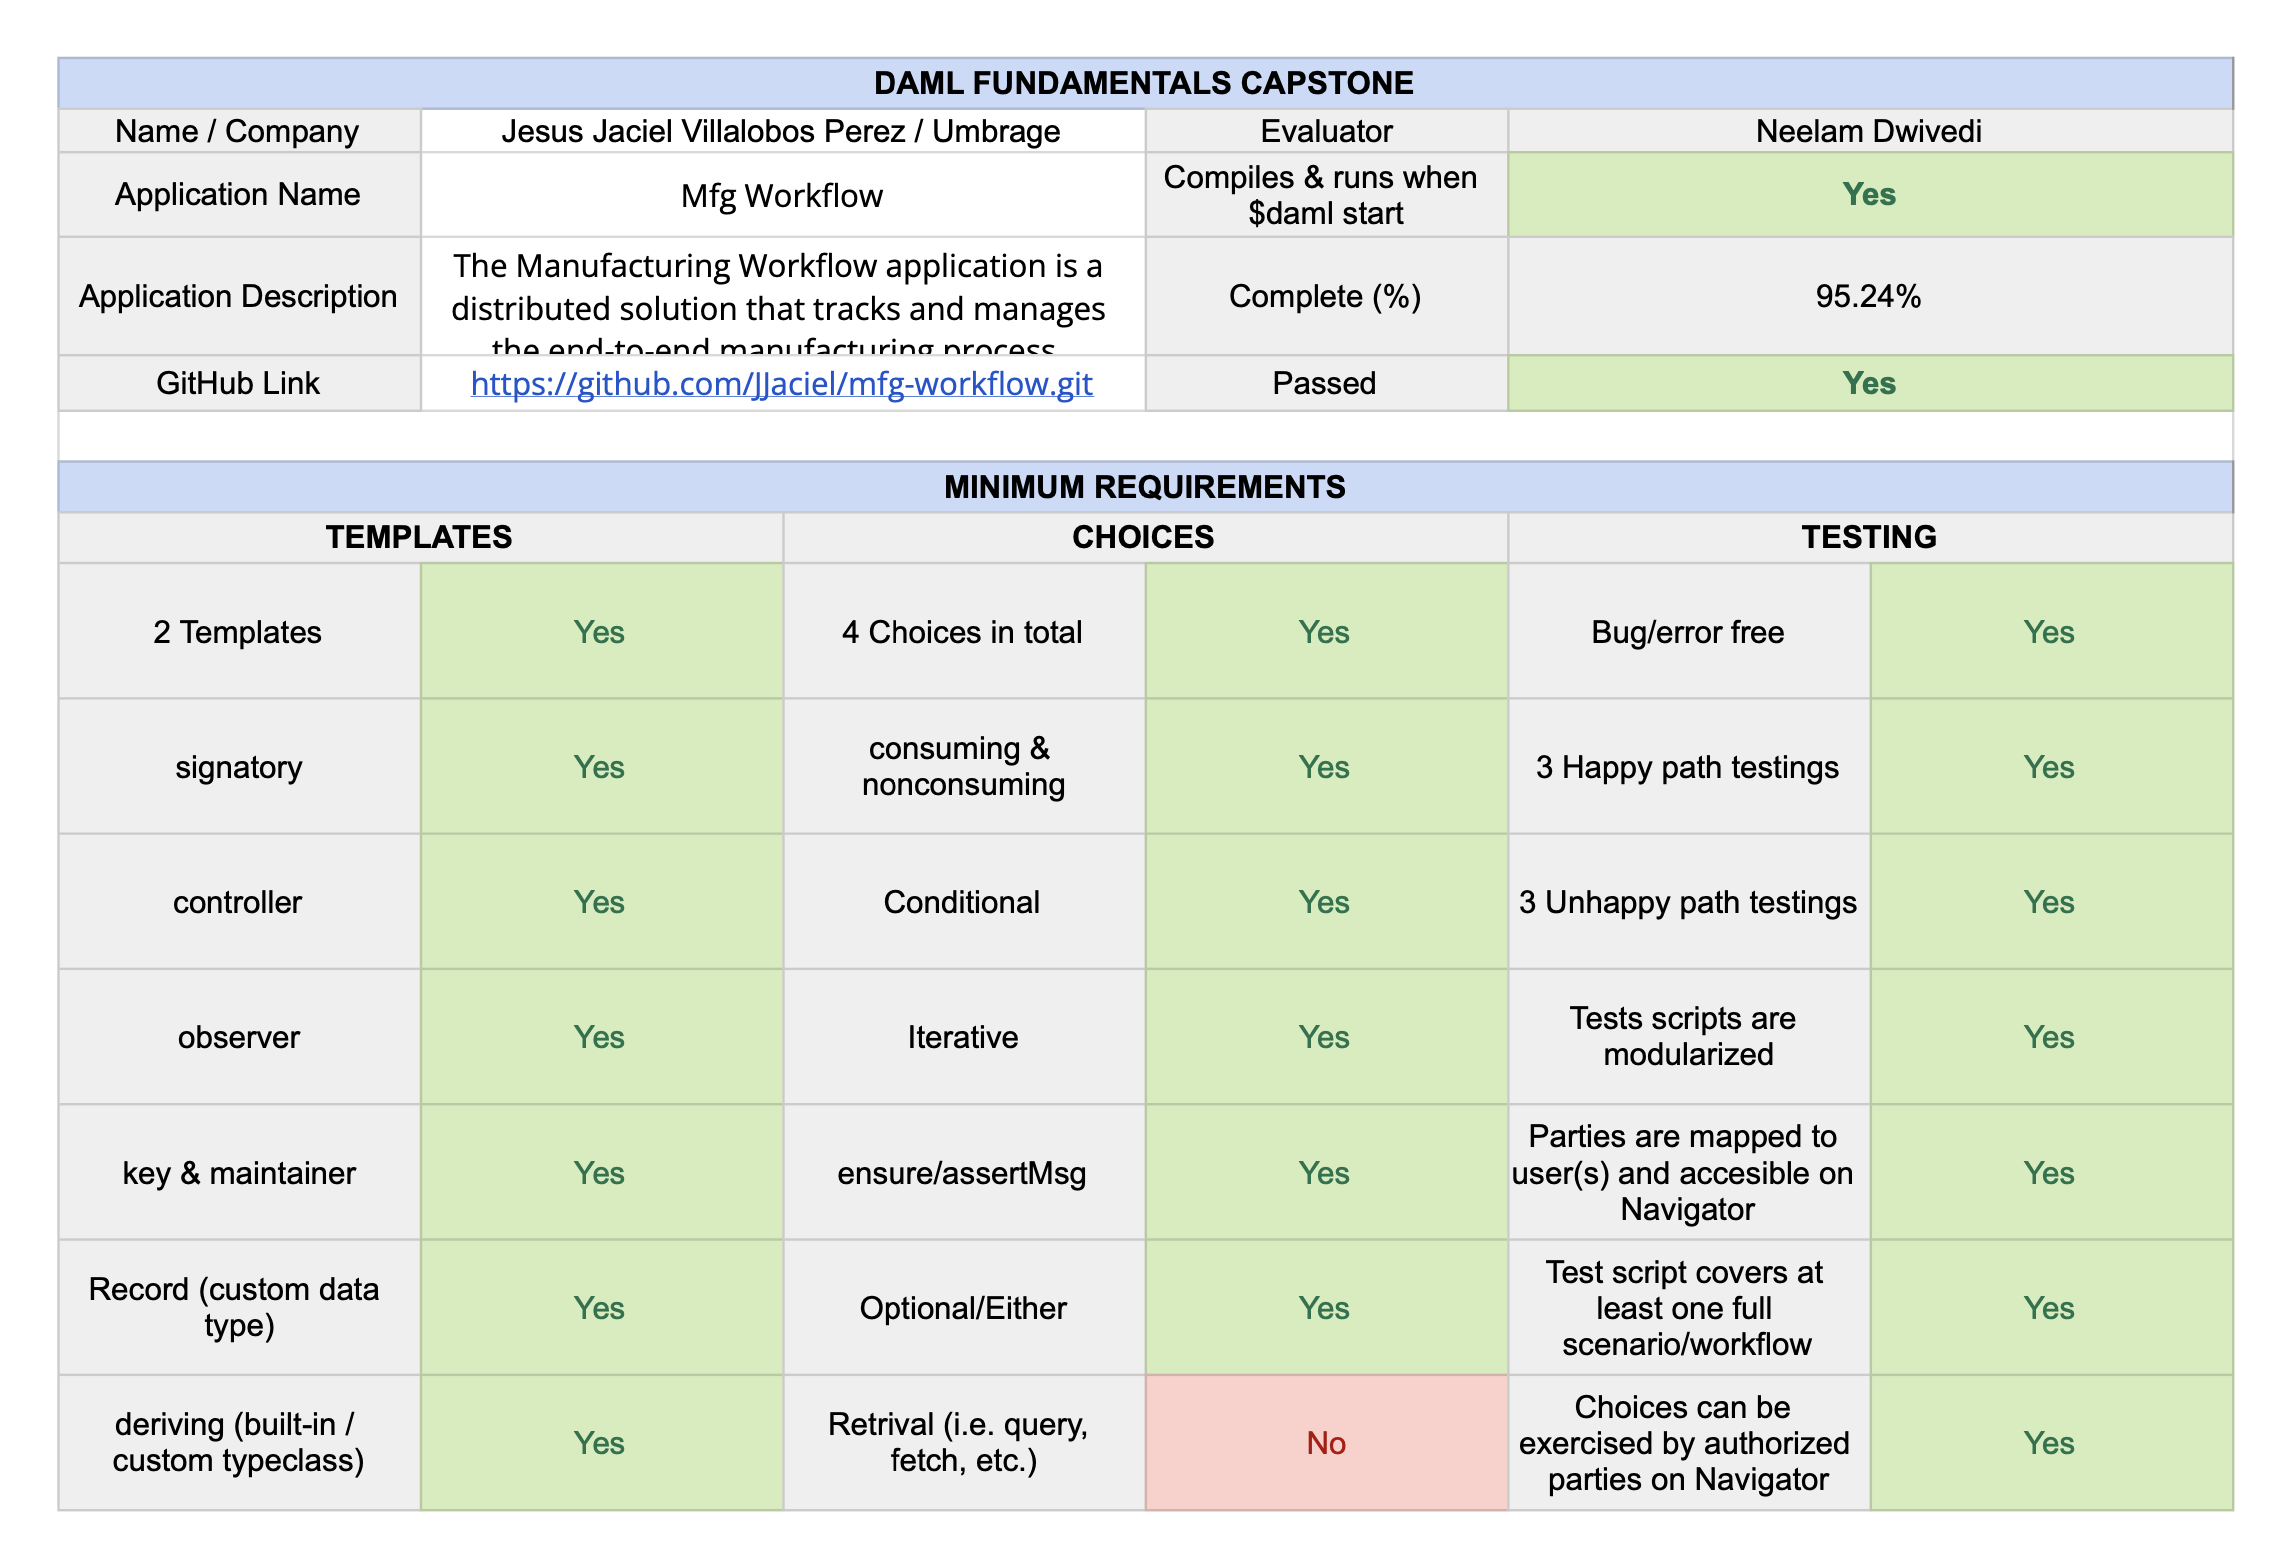 DAML FUNDAMENTALS CAPSTONE
Name / Company
Jesus Jaciel Villalobos Perez / Umbrage
Evaluator
Neelam Dwivedi
Application Name
Mfg Workflow
Compiles & runs when
$daml start
Yes
Application Description
The Manufacturing Workflow application is a
distributed solution that tracks and manages
the end-to-end manufacturing process
Complete (%)
95.24%
GitHub Link
https://github.com/JJaciel/mfg-workflow.git
Passed
Yes
MINIMUM REQUIREMENTS
TEMPLATES
CHOICES
TESTING
2 Templates
Yes
4 Choices in total
Yes
Bug/error free
Yes
signatory
Yes
consuming &
nonconsuming
Yes
3 Happy path testings
Yes
controller
Yes
Conditional
Yes
3 Unhappy path testings
Yes
observer
Yes
Iterative
Yes
Tests scripts are
modularized
Yes
key & maintainer
Yes
ensure/assertMsg
Yes
Parties are mapped to
user(s) and accesible on
Navigator
Yes
Record (custom data
type)
Yes
Optional/Either
Yes
Test script covers at
least one full
scenario/workflow
Yes
deriving (built-in /
custom typeclass)
Yes
Retrival (i.e. query,
fetch, etc.)
No
Choices can be
exercised by authorized
parties on Navigator
Yes